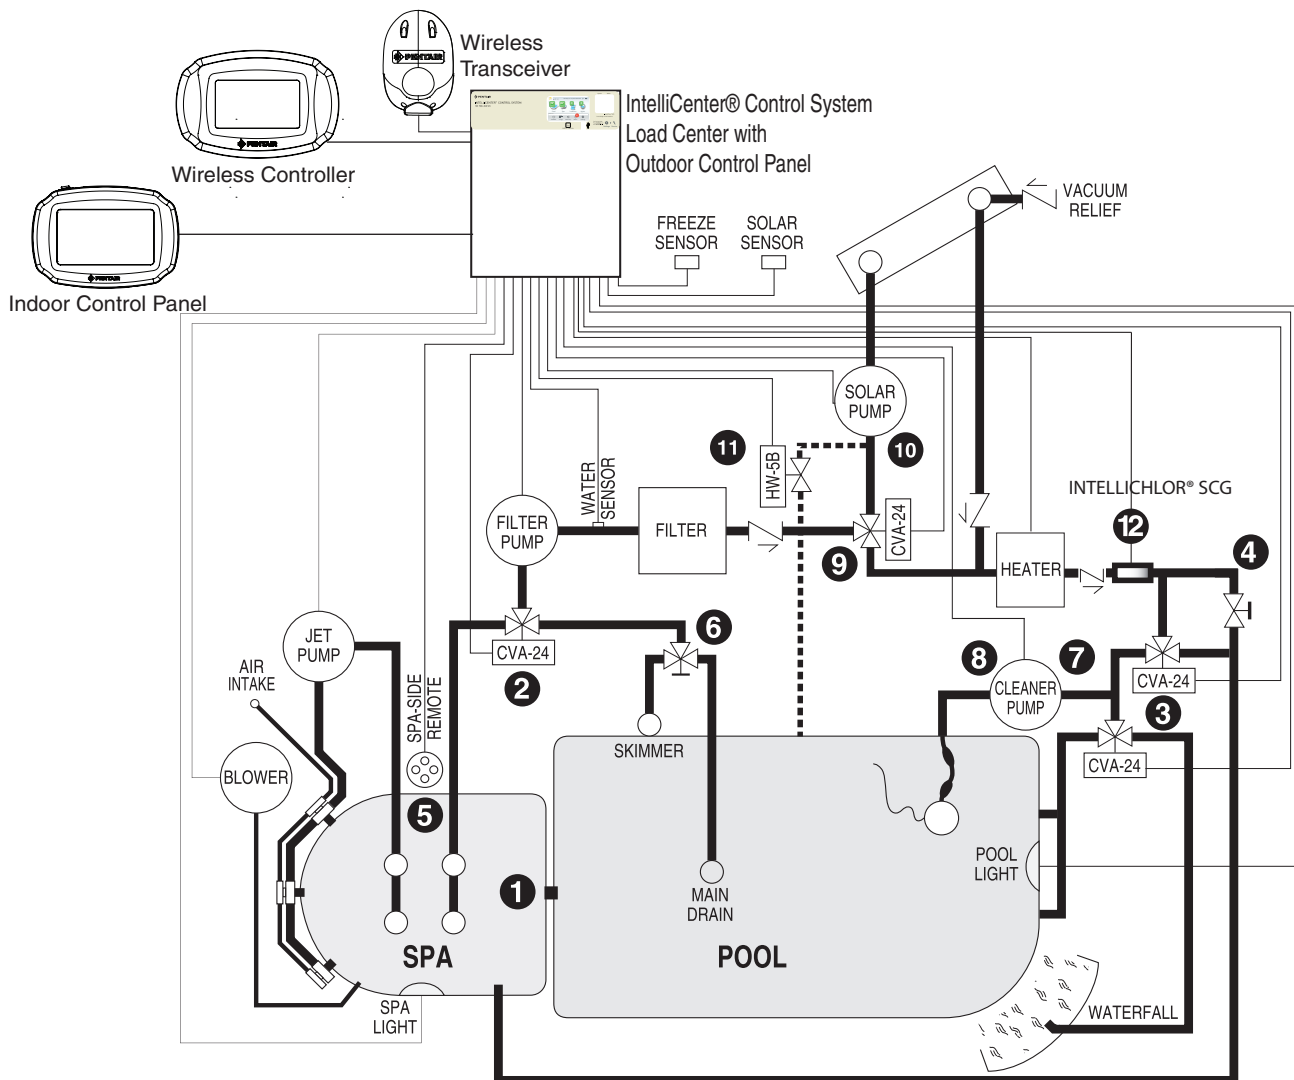 Wireless
Transceiver
PENTAIR
IntelliCenter® Control System
Load Center with
Outdoor Control Panel
PENTAIR
Wireless Controller
VACUUM
RELIEF
FREEZE
SENSOR
SOLAR
SENSOR
PENTAIR
Indoor Control Panel
SOLAR
PUMP
10
11
HW-5B
WATER
SENSOR
INTELLICHLOR® SCG
12
FILTER
PUMP
FILTER
CVA-24
9
HEATER
4
JET
PUMP
6
CVA-24
2
8
7
CLEANER
PUMP
CVA-24
3
AIR
INTAKE
SPA-SIDE
REMOTE
SKIMMER
CVA-24
BLOWER
5
POOL
LIGHT
1
MAIN
DRAIN
SPA
POOL
SPA
LIGHT
WATERFALL